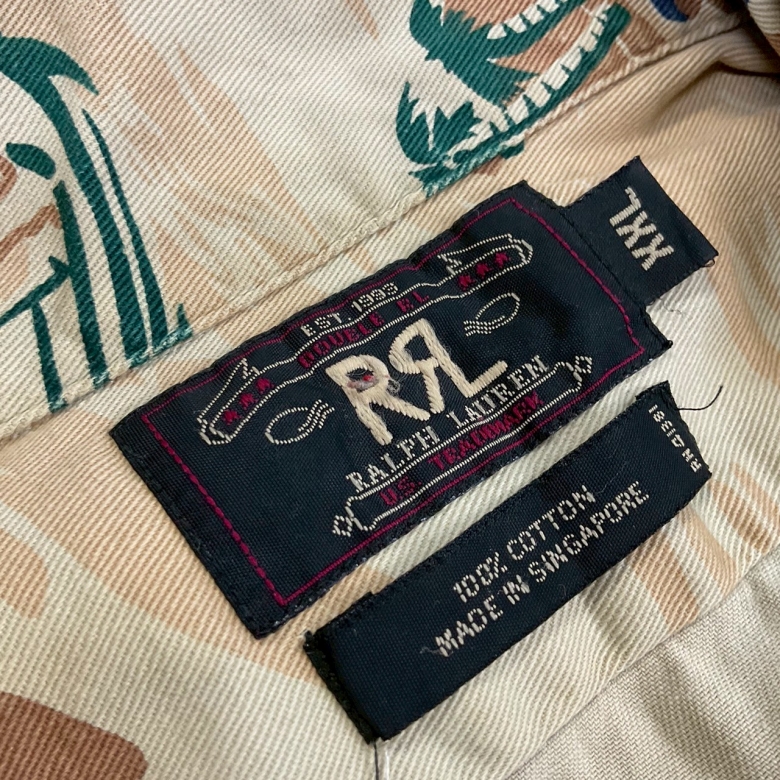 XXL
EST. 1993
DOUBLE RL
RRL
RALPH LAUREN
U.S. TRADEMARK
RN 41381
100% COTTON
MADE IN SINGAPORE